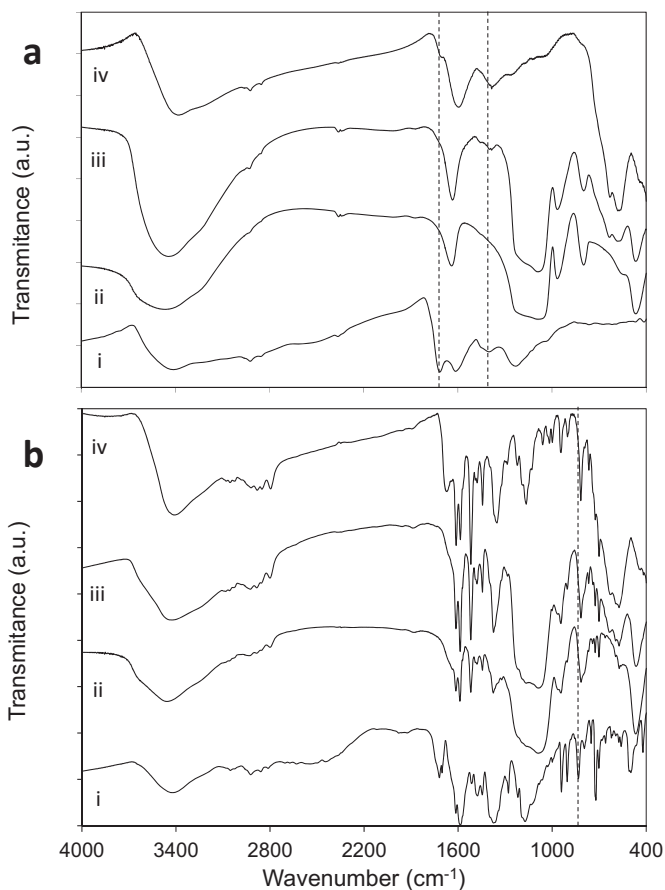 a
iv
iii
ii
i
Transmitance (a.u.)
b
iv
iii
ii
i
Transmitance (a.u.)
4000 3400 2800 2200 1600 1000 400
Wavenumber (cm-1)